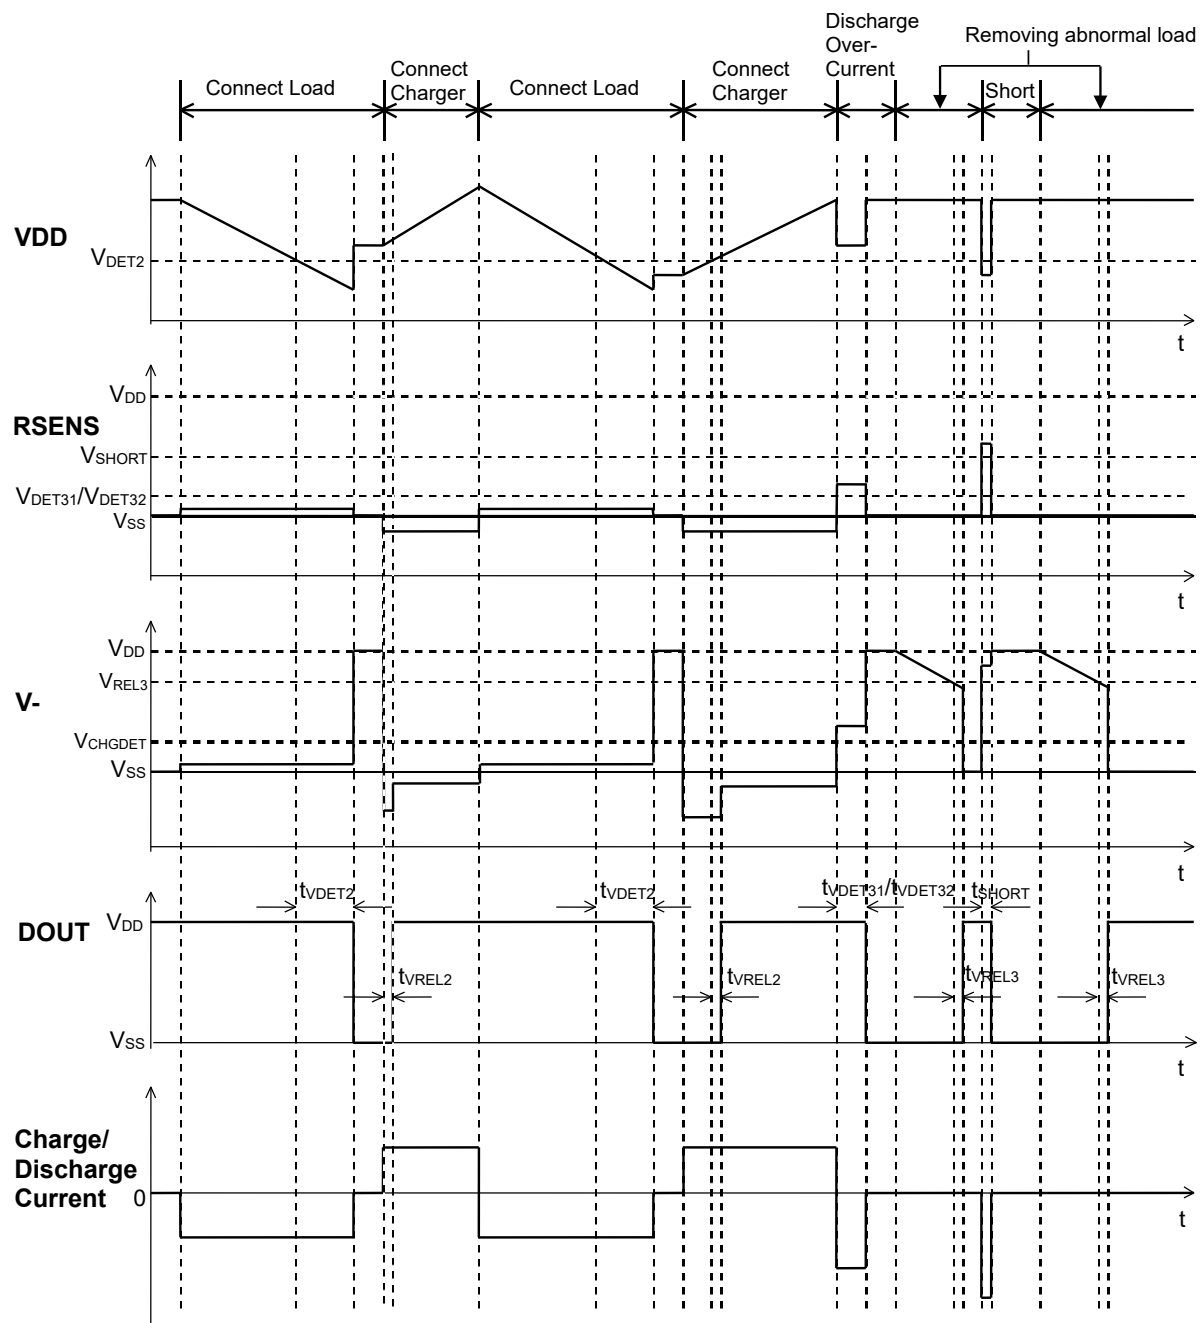 Discharge
Over-
Current
Removing abnormal load
Connect Load
Connect
Charger
Connect Load
Connect
Charger
Short
VDD
VDET2
t
VDD
RSENS
VSHORT
VDET31/VDET32
VSS
t
VDD
VREL3
V-
VCHGDET
VSS
t
tVDET2
tVDET2
tVDET31/tVDET32
tSHORT
VDD
DOUT
tVREL2
tVREL2
tVREL3
tVREL3
VSS
t
Charge/
Discharge
Current
0
t